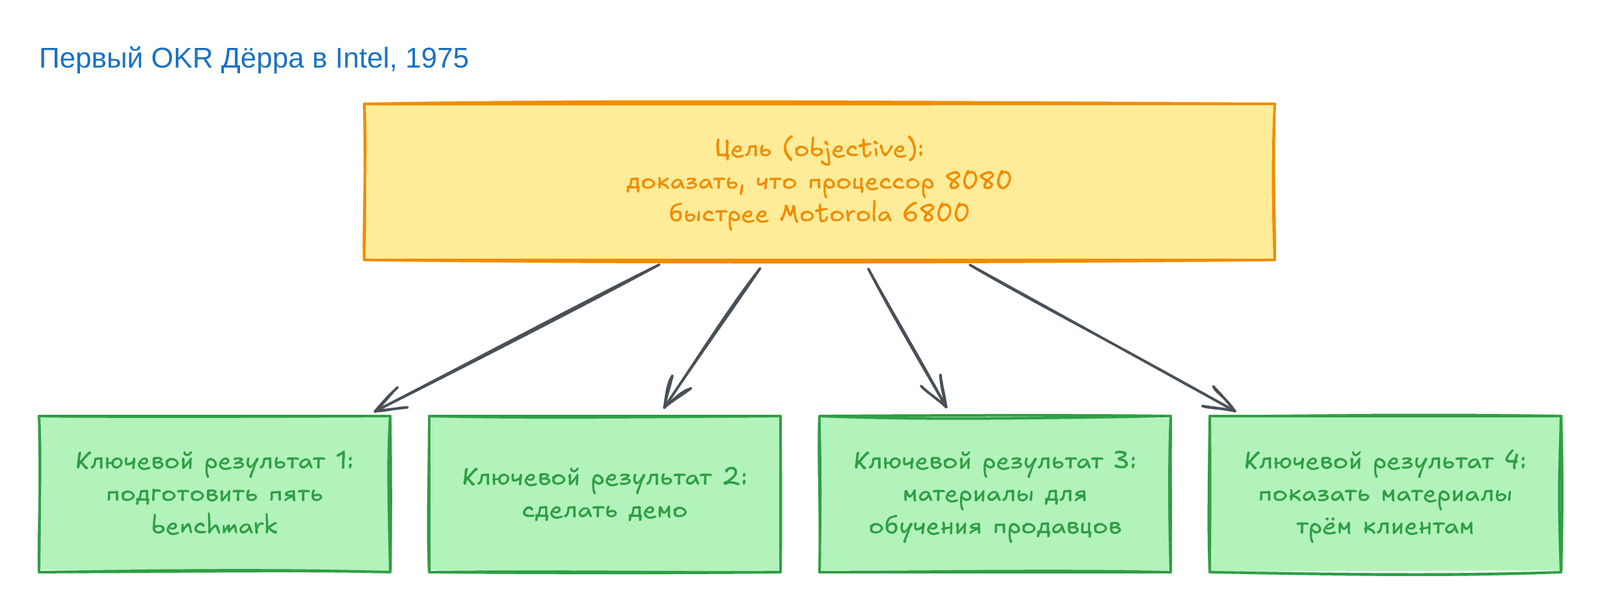 Первый OKR Дёрра в Intel, 1975
Цель (objective):
доказать, что процессор 8080
быстрее Motorola 6800
Ключевой результат 1:
подготовить пять
benchmark
Ключевой результат 2:
сделать демо
Ключевой результат 3:
материалы для
обучения продавцов
Ключевой результат 4:
показать материалы
трём клиентам